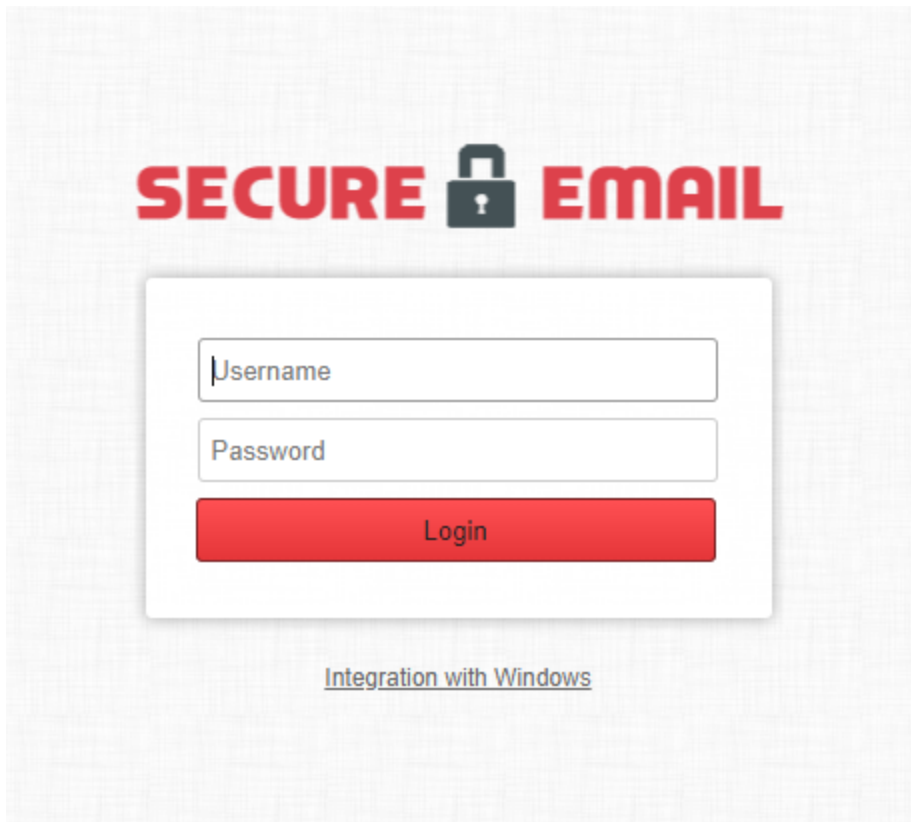 SECURE EMAIL
Username
Password
Login
Integration with Windows